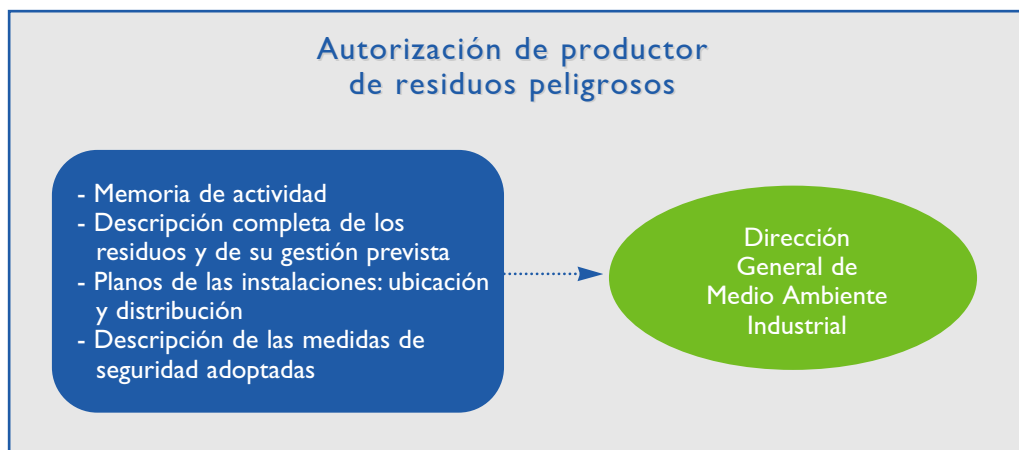 Autorización de productor
de residuos peligrosos
- Memoria de actividad
- Descripción completa de los
residuos y de su gestión prevista
- Planos de las instalaciones: ubicación
y distribución
- Descripción de las medidas de
seguridad adoptadas
Dirección
General de
Medio Ambiente
Industrial